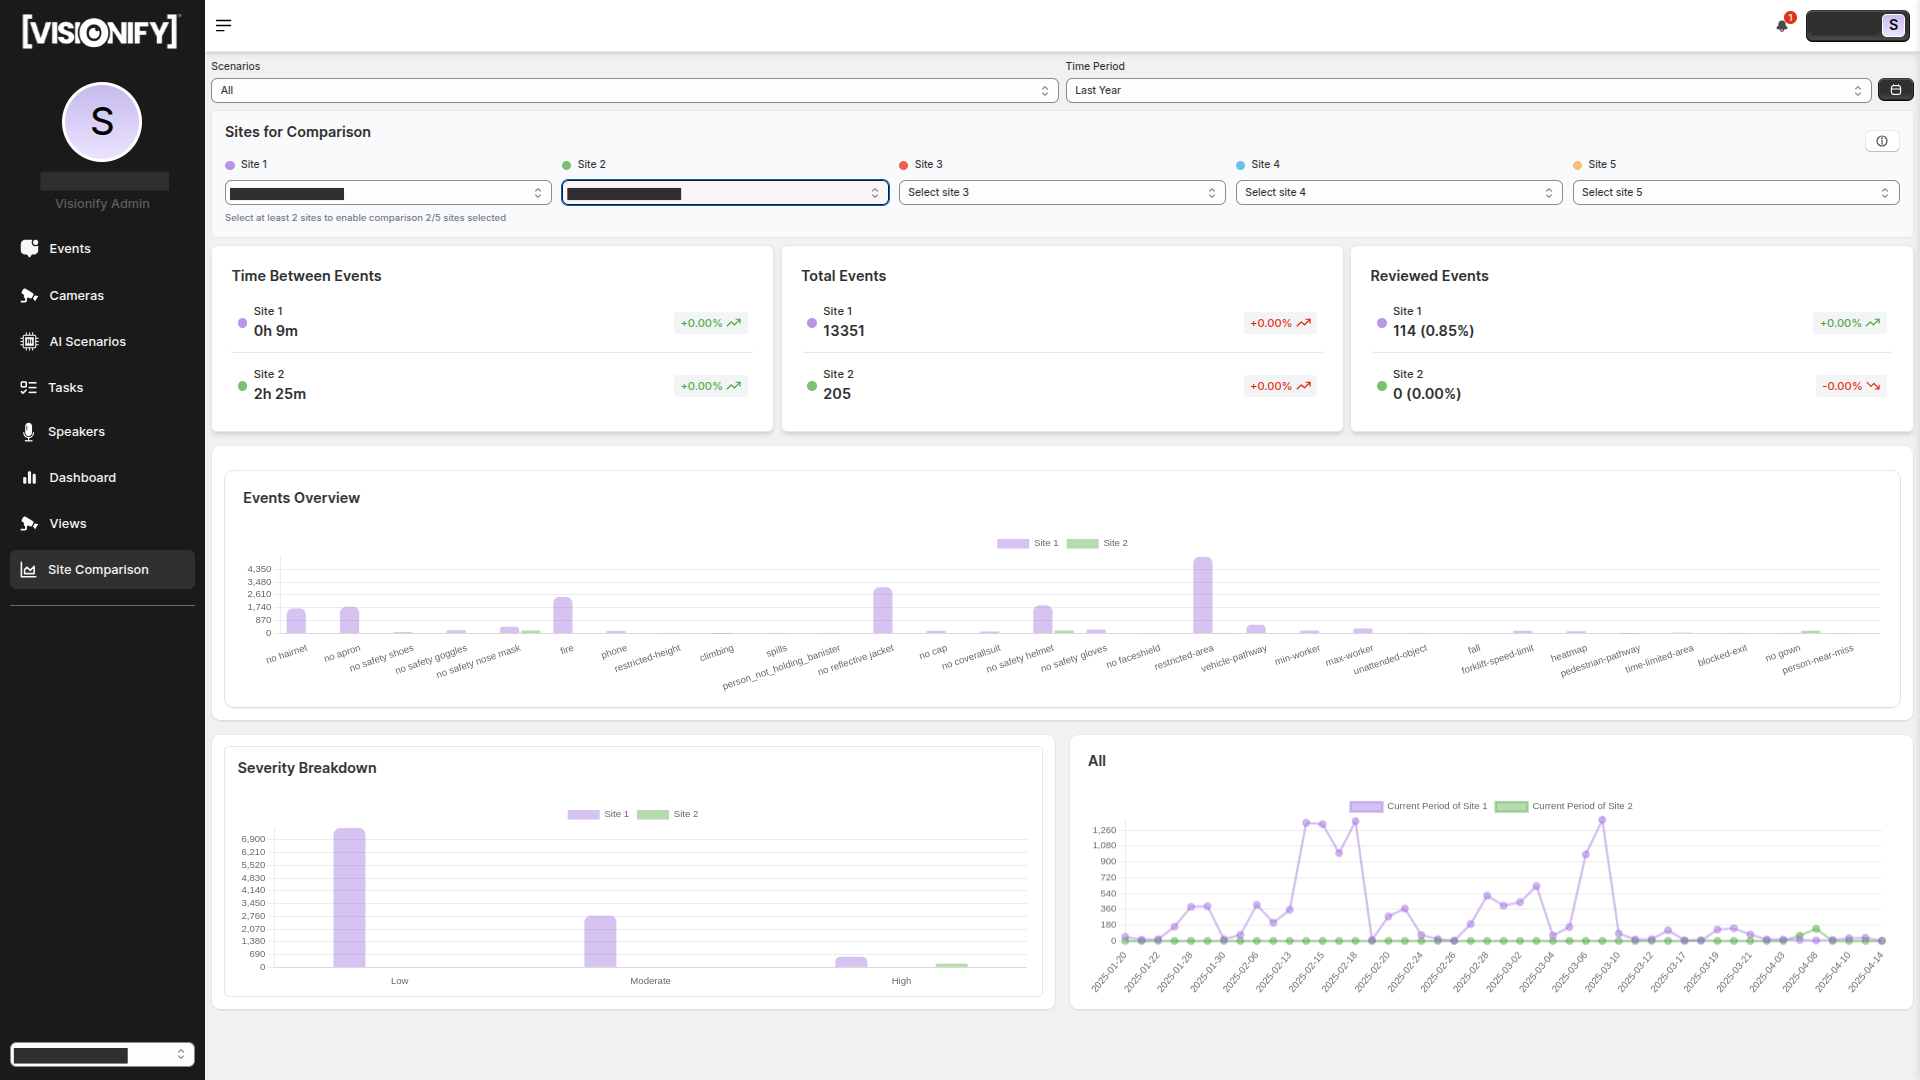 [VISIONIFY]
S
Visionify Admin
Events
Cameras
AI Scenarios
Tasks
Speakers
Dashboard
Views
Site Comparison
1
S
Scenarios
All
Time Period
Last Year
Sites for Comparison
Site 1
Site 2
Site 3
Select site 3
Site 4
Select site 4
Site 5
Select site 5
Select at least 2 sites to enable comparison 2/5 sites selected
Time Between Events
Site 1
0h 9m
+0.00%
Site 2
2h 25m
+0.00%
Total Events
Site 1
13351
+0.00%
Site 2
205
+0.00%
Reviewed Events
Site 1
114 (0.85%)
+0.00%
Site 2
0 (0.00%)
-0.00%
Events Overview
Site 1 Site 2
4,350
3,480
2,610
1,740
870
0
no hairnet
no apron
no safety shoes
no safety goggles
no safety nose mask
fire
phone
restricted-height
climbing
spills
person_not_holding_banister
no reflective jacket
no cap
no coverallsuit
no safety helmet
no safety gloves
no faceshield
restricted-area
vehicle-pathway
min-worker
max-worker
unattended-object
fall
forklift-speed-limit
heatmap
pedestrian-pathway
time-limited-area
blocked-exit
no gown
person-near-miss
Severity Breakdown
Site 1 Site 2
6,900
6,210
5,520
4,830
4,140
3,450
2,760
2,070
1,380
690
0
Low
Moderate
High
All
Current Period of Site 1 Current Period of Site 2
1,260
1,080
900
720
540
360
180
0
2025-01-20
2025-01-22
2025-01-28
2025-01-30
2025-02-06
2025-02-13
2025-02-15
2025-02-18
2025-02-20
2025-02-24
2025-02-26
2025-02-28
2025-03-02
2025-03-04
2025-03-06
2025-03-10
2025-03-12
2025-03-17
2025-03-19
2025-03-21
2025-04-03
2025-04-08
2025-04-10
2025-04-14